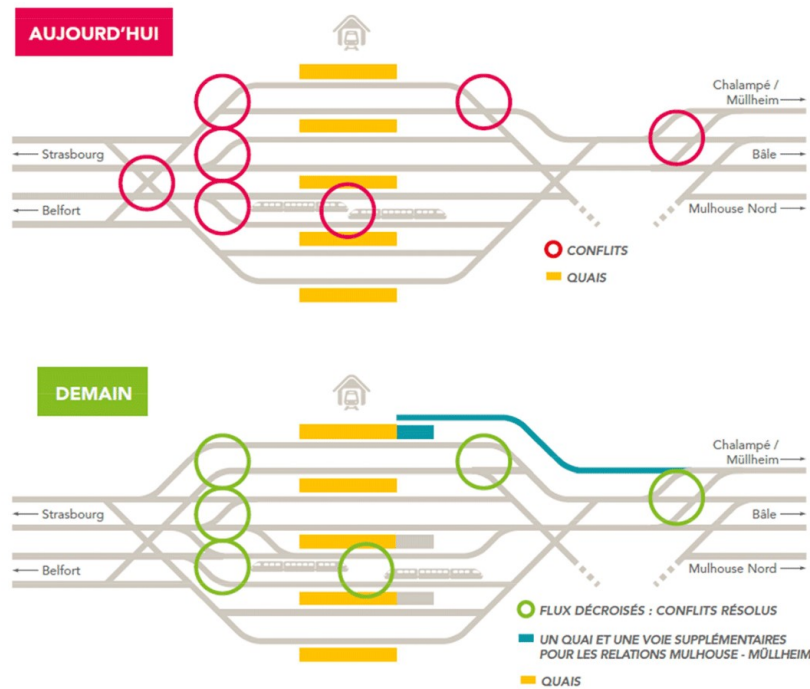 AUJOURD'HUI
Chalampé /
Müllheim
Strasbourg
Bâle
Belfort
Mulhouse Nord
CONFLITS
QUAIS
DEMAIN
Chalampé /
Müllheim
Strasbourg
Bâle
Belfort
Mulhouse Nord
FLUX DÉCROISÉS : CONFLITS RÉSOLUS
UN QUAI ET UNE VOIE SUPPLÉMENTAIRES
POUR LES RELATIONS MULHOUSE - MÜLLHEIM
QUAIS